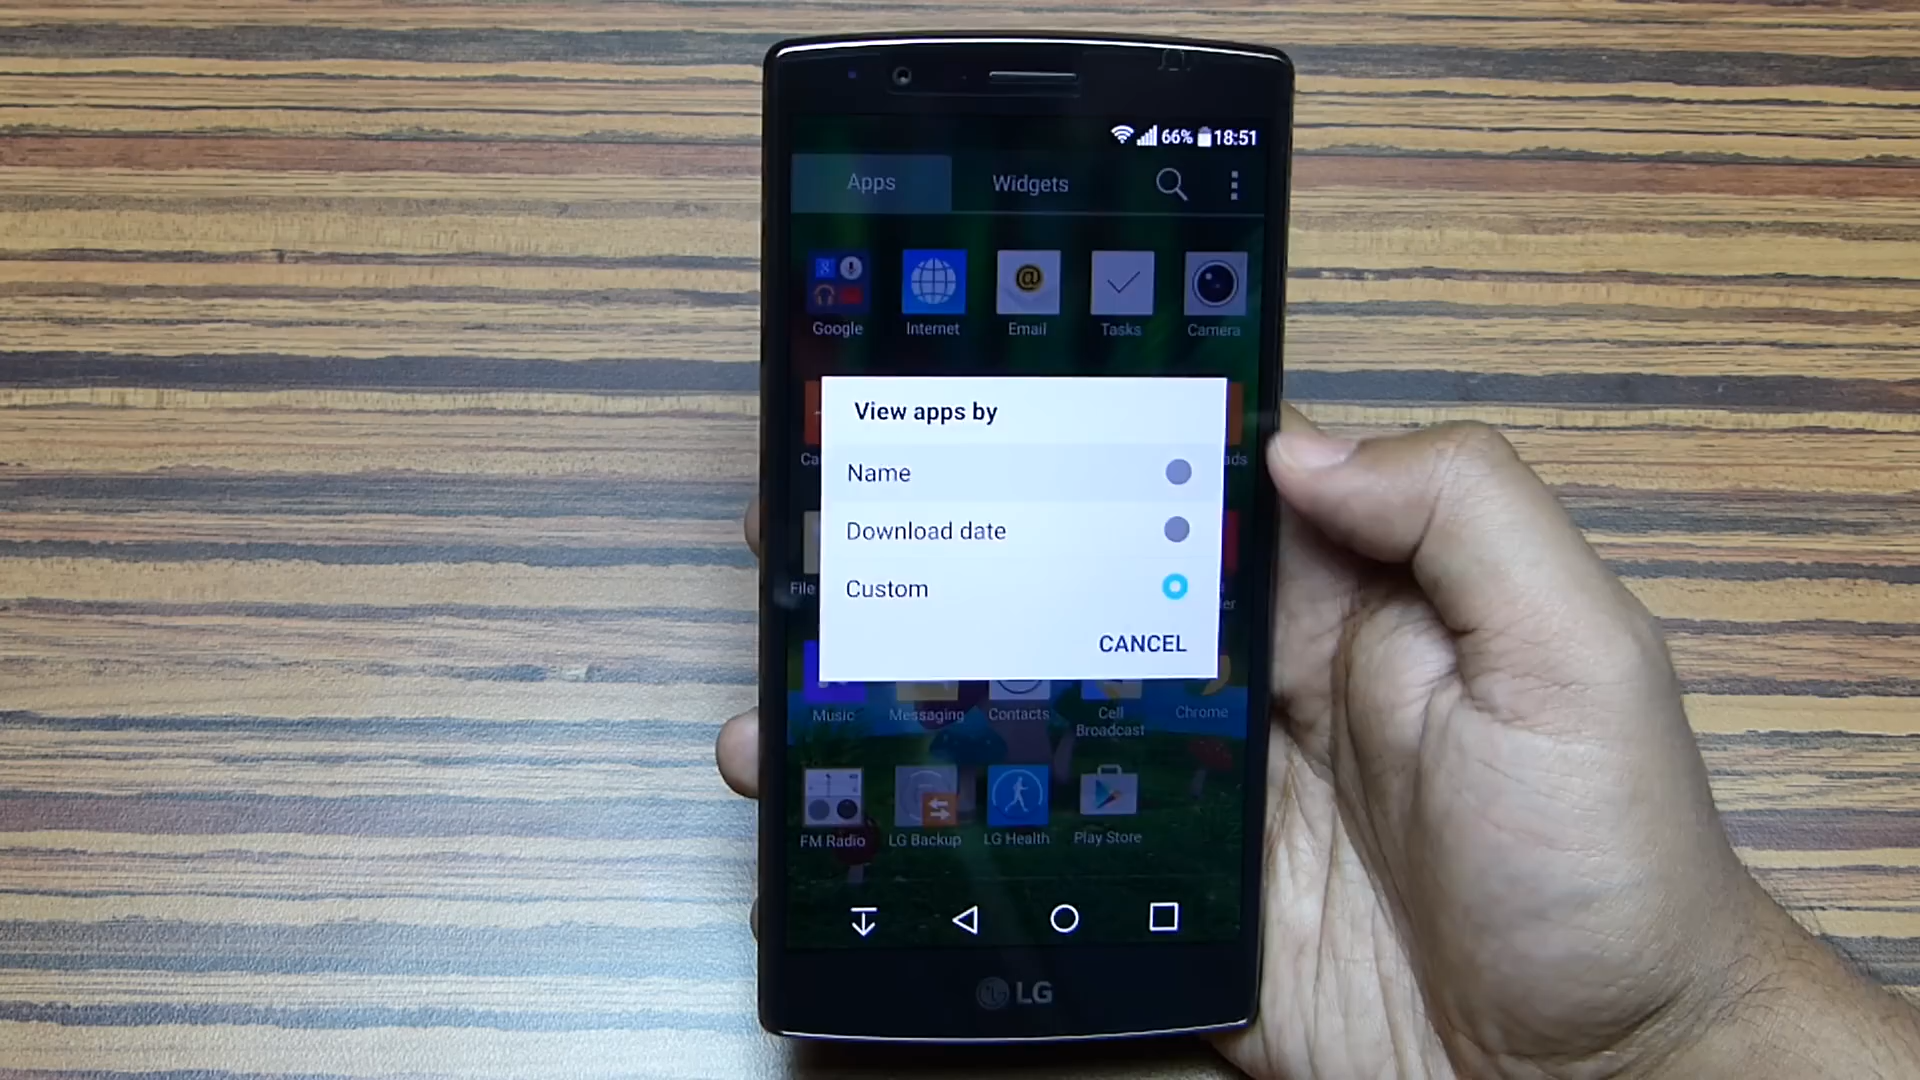 66% 18:51
Apps Widgets
Google Internet Email Tasks Camera
View apps by
Name
Download date
Custom
CANCEL
File
Music Messaging Contacts Cell Broadcast Chrome
FM Radio LG Backup LG Health Play Store
LG